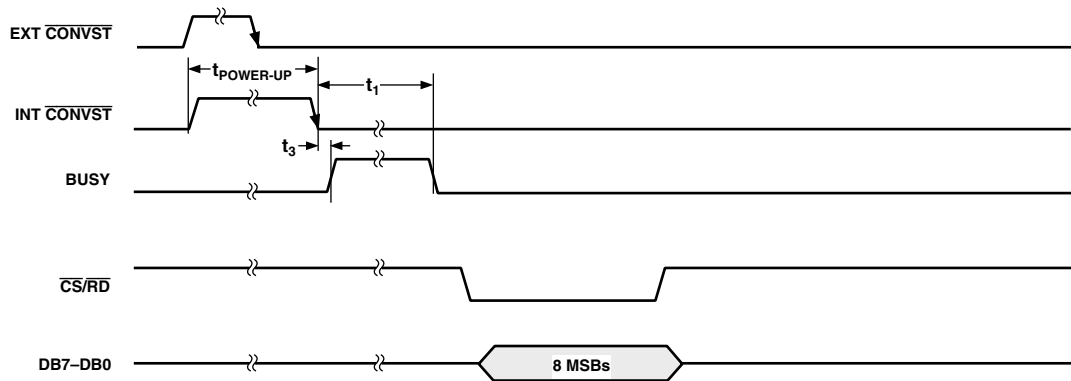 EXT CONVST
tPOWER-UP
t1
INT CONVST
t3
BUSY
CS/RD
DB7–DB0
8 MSBs